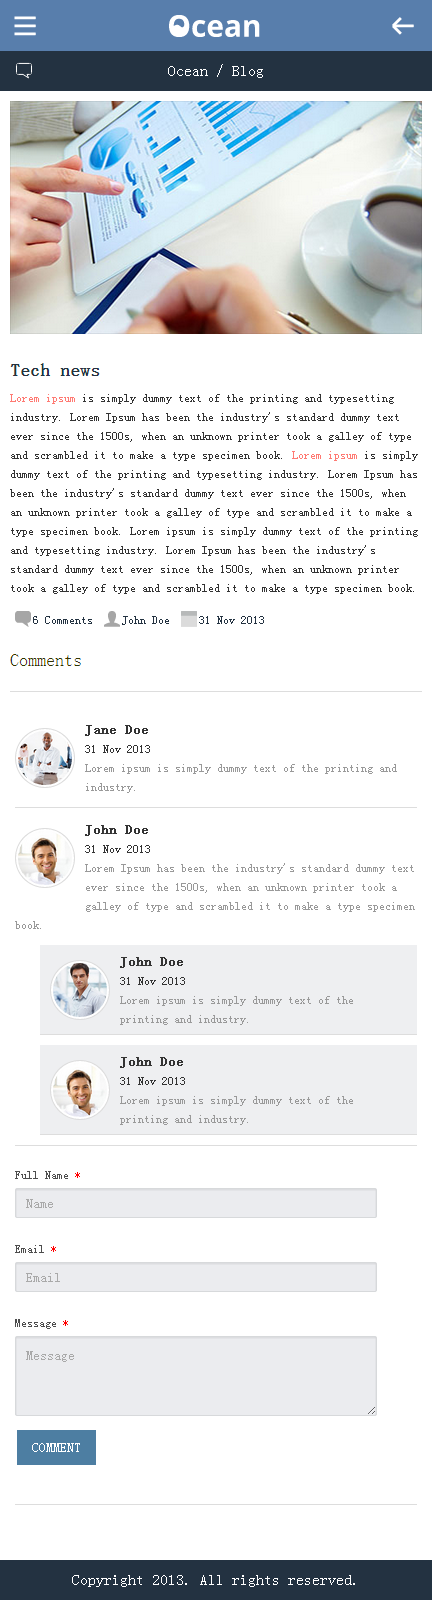 Ocean
Ocean / Blog
Tech news
Lorem ipsum is simply dummy text of the printing and typesetting
industry. Lorem Ipsum has been the industry's standard dummy text
ever since the 1500s, when an unknown printer took a galley of type
and scrambled it to make a type specimen book. Lorem ipsum is simply
dummy text of the printing and typesetting industry. Lorem Ipsum has
been the industry's standard dummy text ever since the 1500s, when
an unknown printer took a galley of type and scrambled it to make a
type specimen book. Lorem ipsum is simply dummy text of the printing
and typesetting industry. Lorem Ipsum has been the industry's
standard dummy text ever since the 1500s, when an unknown printer
took a galley of type and scrambled it to make a type specimen book.
6 Comments John Doe 31 Nov 2013
Comments
Jane Doe
31 Nov 2013
Lorem ipsum is simply dummy text of the printing and
industry.
John Doe
31 Nov 2013
Lorem Ipsum has been the industry's standard dummy text
ever since the 1500s, when an unknown printer took a
galley of type and scrambled it to make a type specimen
book.
John Doe
31 Nov 2013
Lorem ipsum is simply dummy text of the
printing and industry.
John Doe
31 Nov 2013
Lorem ipsum is simply dummy text of the
printing and industry.
Full Name *
Name
Email *
Email
Message *
Message
COMMENT
Copyright 2013. All rights reserved.